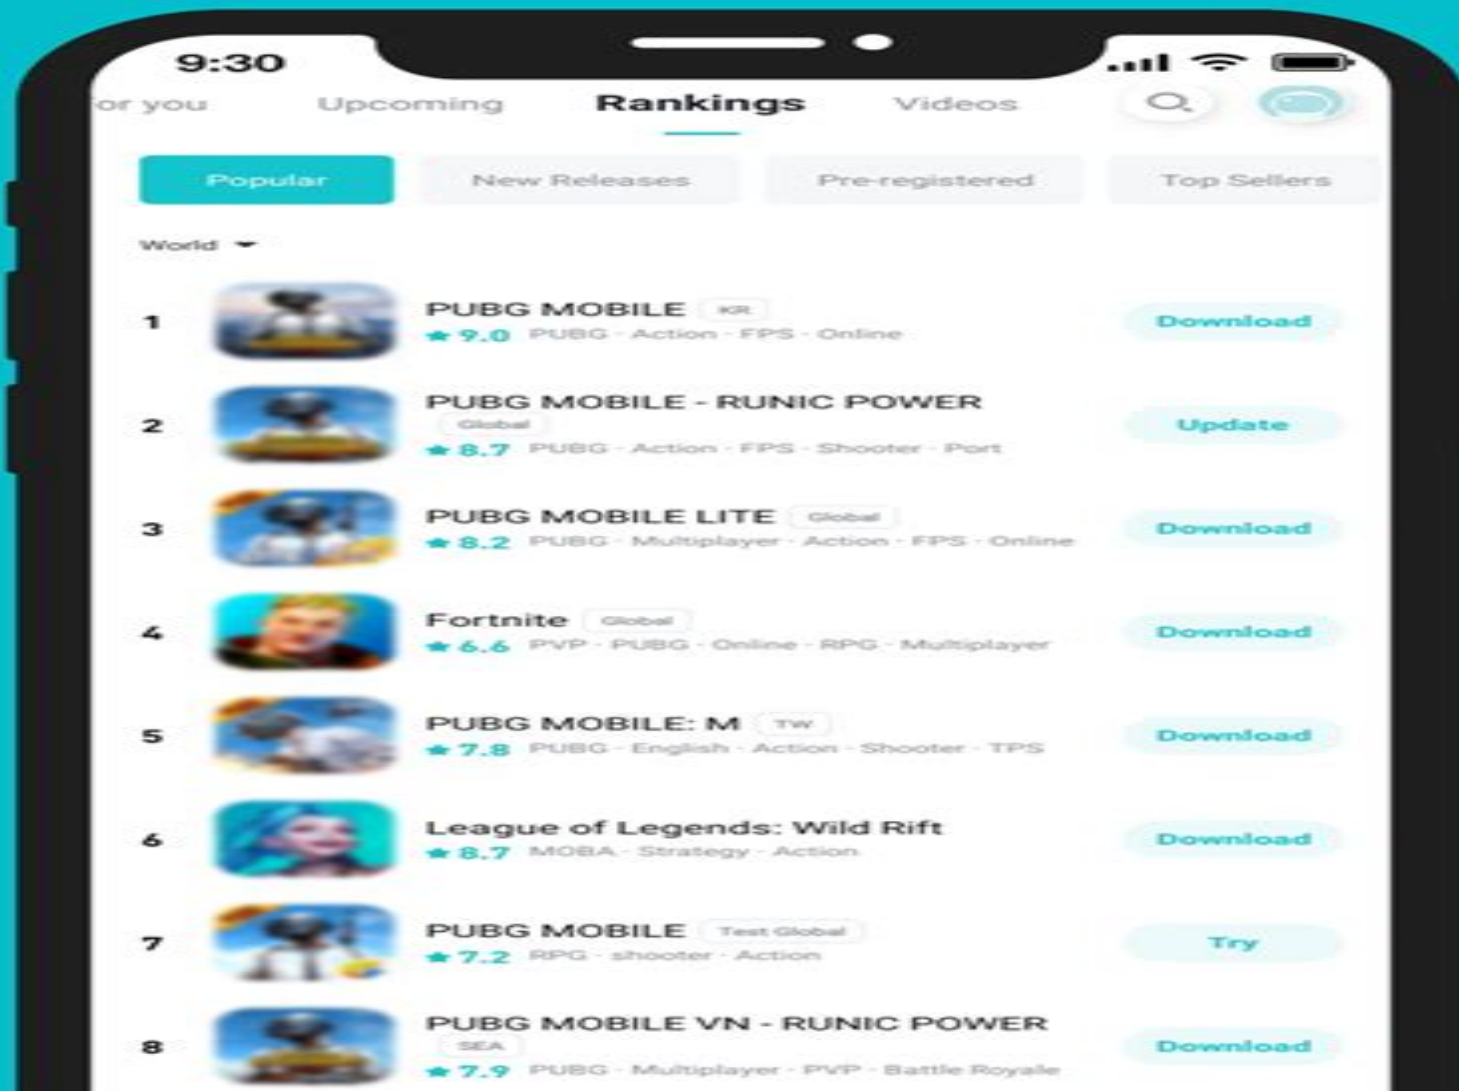 9:30
or you Upcoming Rankings Videos
Popular New Releases Pre-registered Top Sellers
World
1 PUBG MOBILE KR Download
★ 9.0 PUBG · Action · FPS · Online
PUBG MOBILE - RUNIC POWER
2 Global Update
★ 8.7 PUBG · Action · FPS · Shooter · Port
3 PUBG MOBILE LITE Global Download
★ 8.2 PUBG · Multiplayer · Action · FPS · Online
4 Fortnite Global Download
★ 6.6 PVP · PUBG · Online · RPG · Multiplayer
5 PUBG MOBILE: M TW Download
★ 7.8 PUBG · English · Action · Shooter · TPS
6 League of Legends: Wild Rift Download
★ 8.7 MOBA · Strategy · Action
7 PUBG MOBILE Test Global Try
★ 7.2 RPG · shooter · Action
PUBG MOBILE VN - RUNIC POWER
8 SEA Download
★ 7.9 PUBG · Multiplayer · PVP · Battle Royale